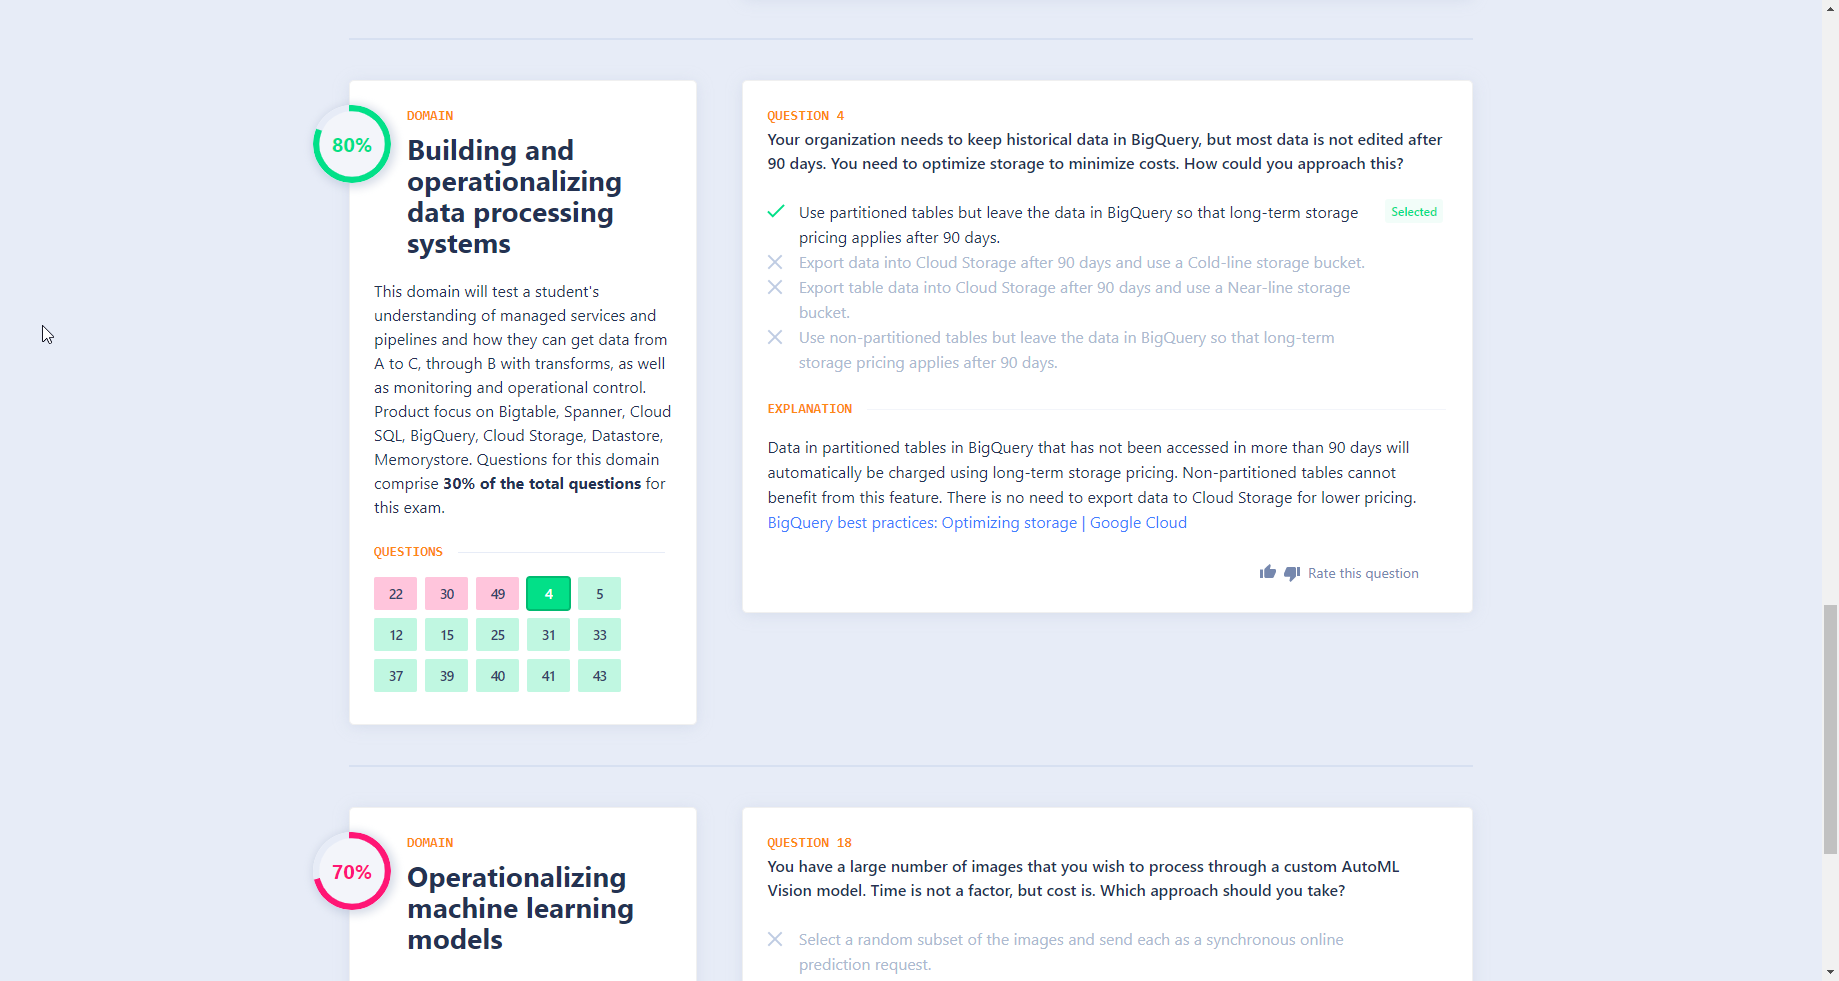 80%
DOMAIN
Building and
operationalizing
data processing
systems
This domain will test a student's
understanding of managed services and
pipelines and how they can get data from
A to C, through B with transforms, as well
as monitoring and operational control.
Product focus on Bigtable, Spanner, Cloud
SQL, BigQuery, Cloud Storage, Datastore,
Memorystore. Questions for this domain
comprise 30% of the total questions for
this exam.
QUESTIONS
22 30 49 4 5
12 15 25 31 33
37 39 40 41 43
QUESTION 4
Your organization needs to keep historical data in BigQuery, but most data is not edited after
90 days. You need to optimize storage to minimize costs. How could you approach this?
Use partitioned tables but leave the data in BigQuery so that long-term storage Selected
pricing applies after 90 days.
Export data into Cloud Storage after 90 days and use a Cold-line storage bucket.
Export table data into Cloud Storage after 90 days and use a Near-line storage
bucket.
Use non-partitioned tables but leave the data in BigQuery so that long-term
storage pricing applies after 90 days.
EXPLANATION
Data in partitioned tables in BigQuery that has not been accessed in more than 90 days will
automatically be charged using long-term storage pricing. Non-partitioned tables cannot
benefit from this feature. There is no need to export data to Cloud Storage for lower pricing.
BigQuery best practices: Optimizing storage | Google Cloud
Rate this question
70%
DOMAIN
Operationalizing
machine learning
models
QUESTION 18
You have a large number of images that you wish to process through a custom AutoML
Vision model. Time is not a factor, but cost is. Which approach should you take?
Select a random subset of the images and send each as a synchronous online
prediction request.